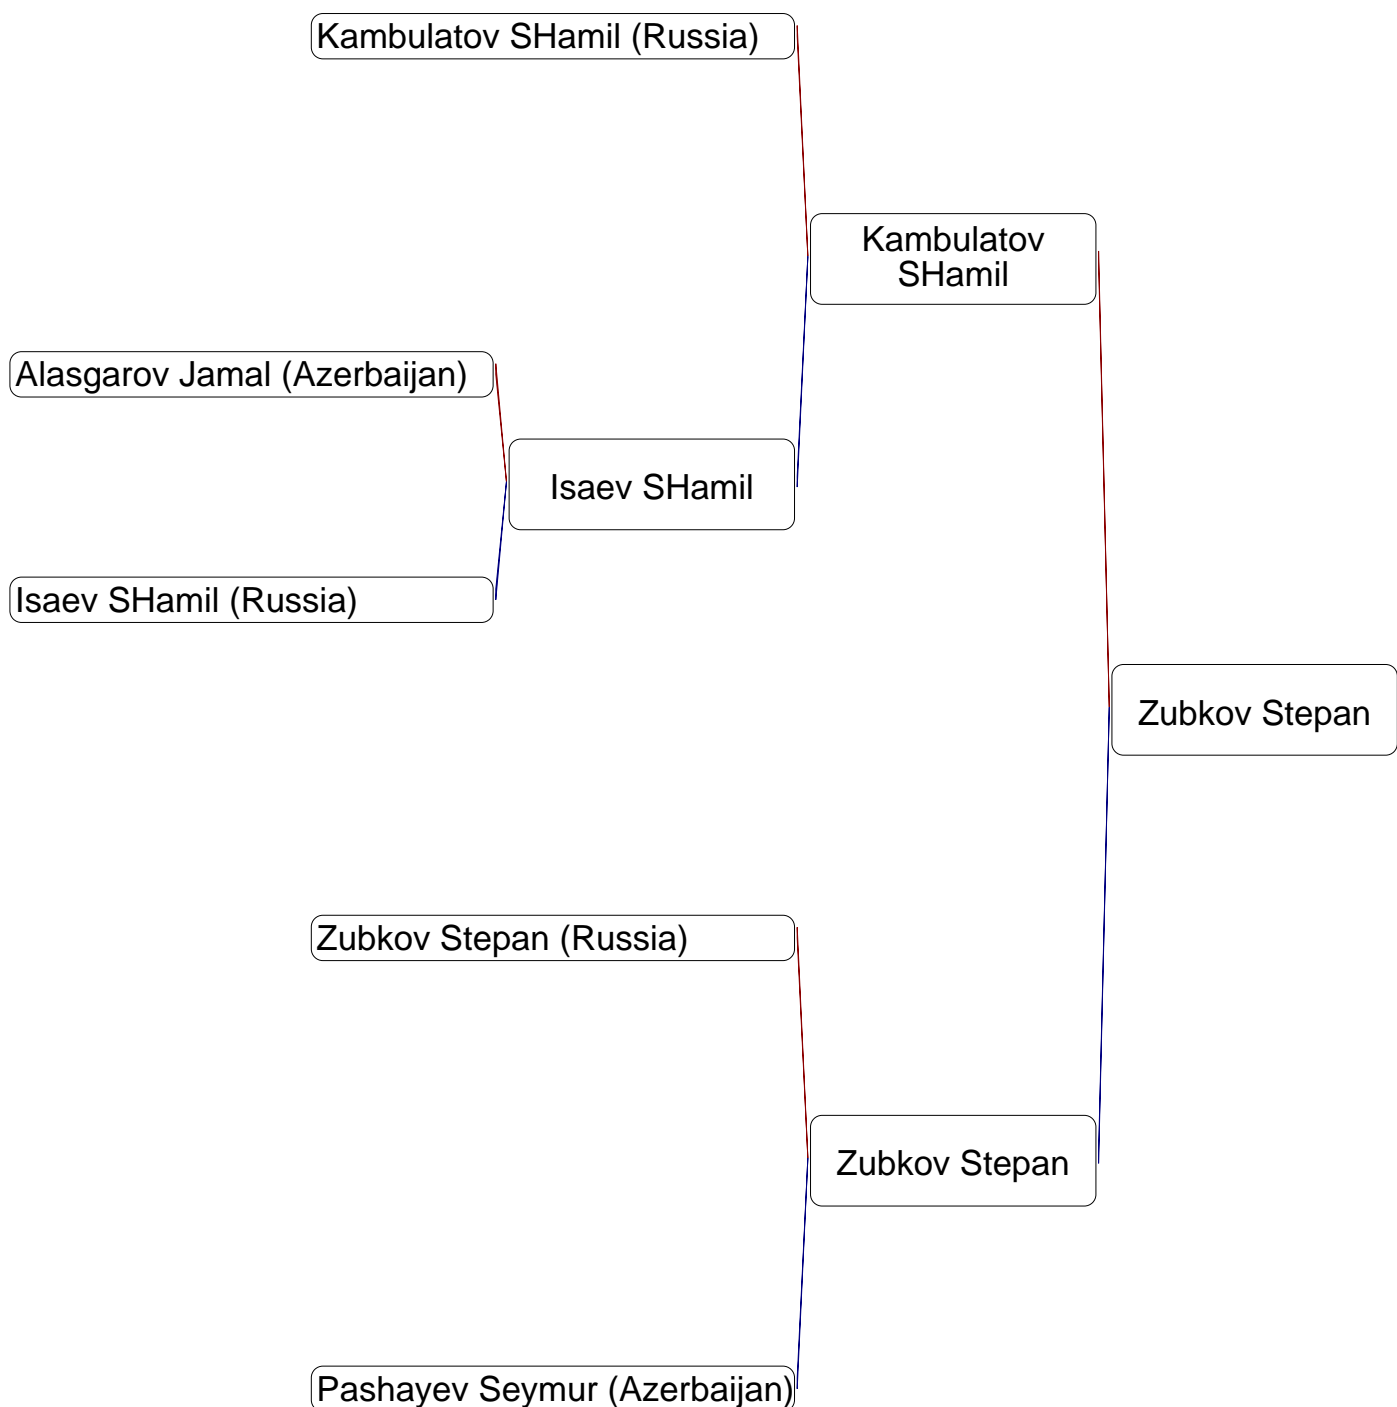 Kambulatov SHamil (Russia)
Kambulatov
SHamil
Alasgarov Jamal (Azerbaijan)
Isaev SHamil
Isaev SHamil (Russia)
Zubkov Stepan
Zubkov Stepan (Russia)
Zubkov Stepan
Pashayev Seymur (Azerbaijan)